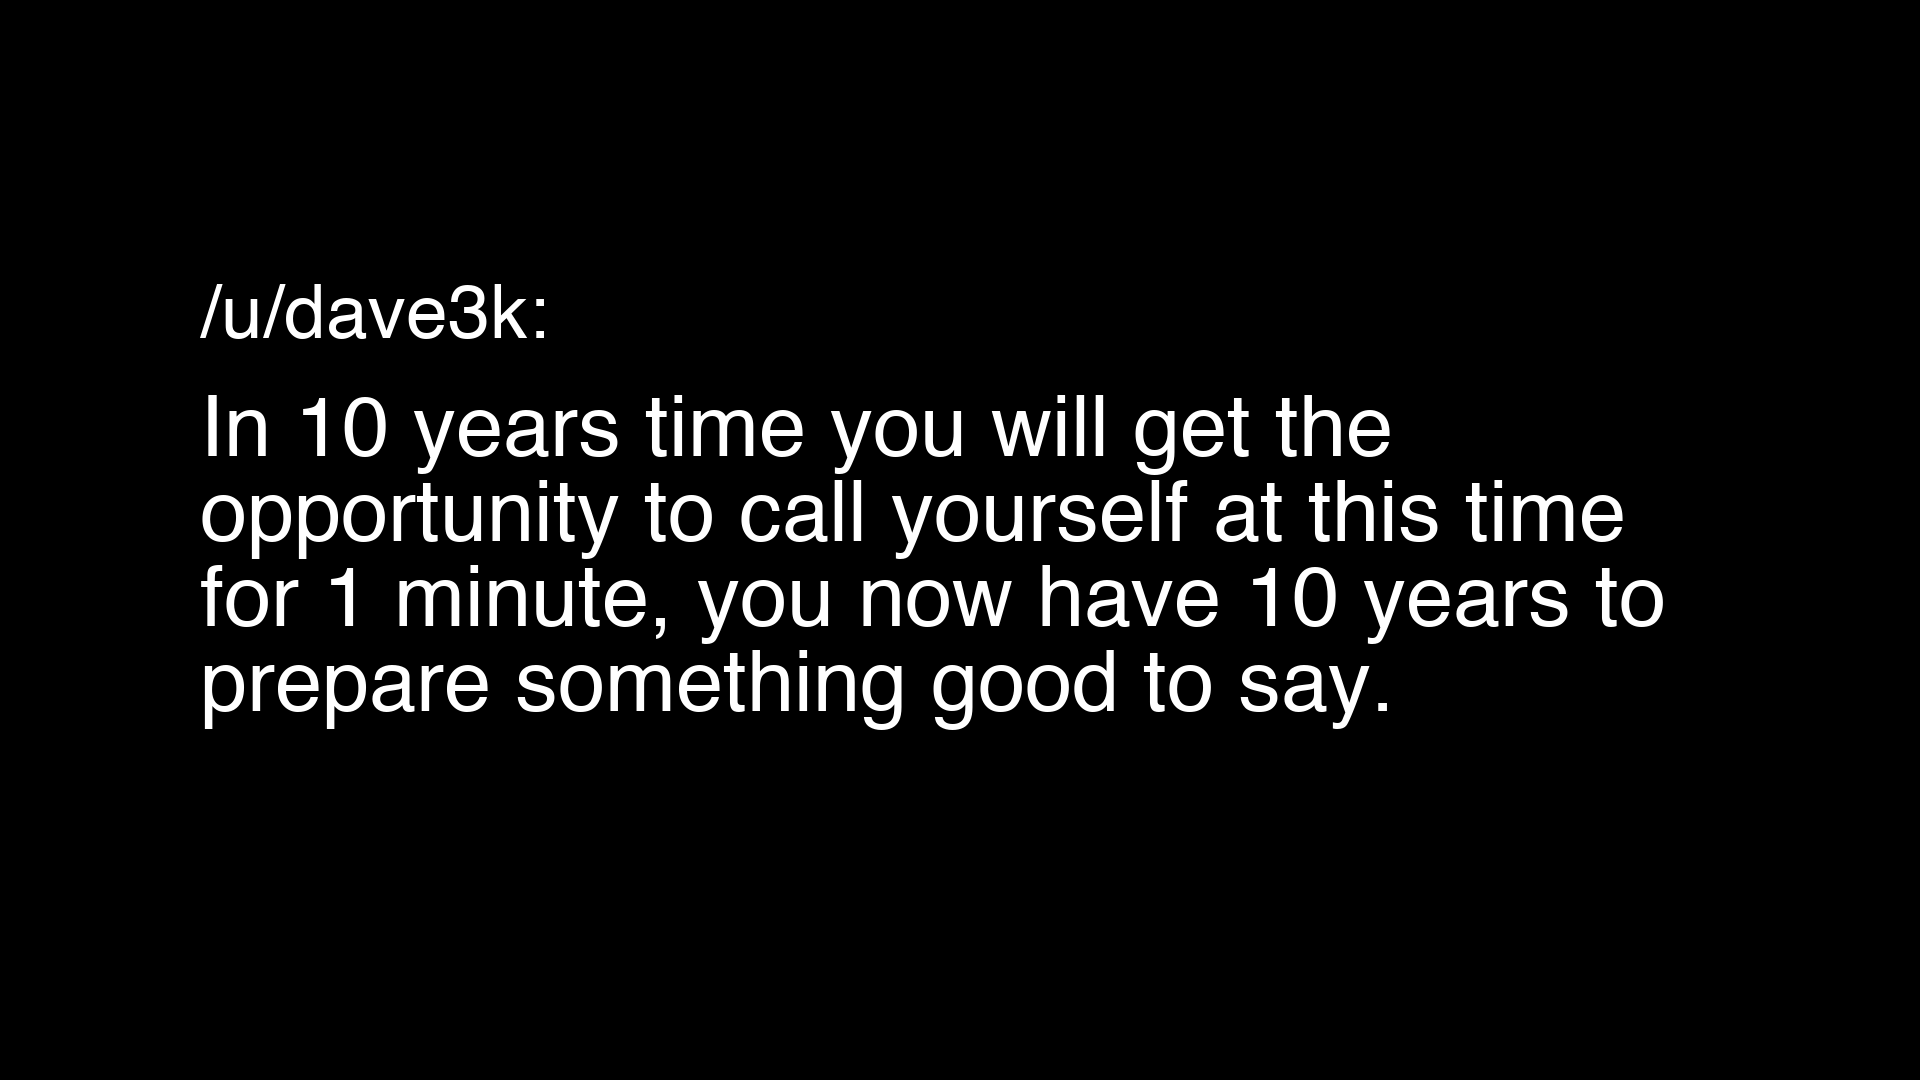 /u/dave3k:
In 10 years time you will get the
opportunity to call yourself at this time
for 1 minute, you now have 10 years to
prepare something good to say.